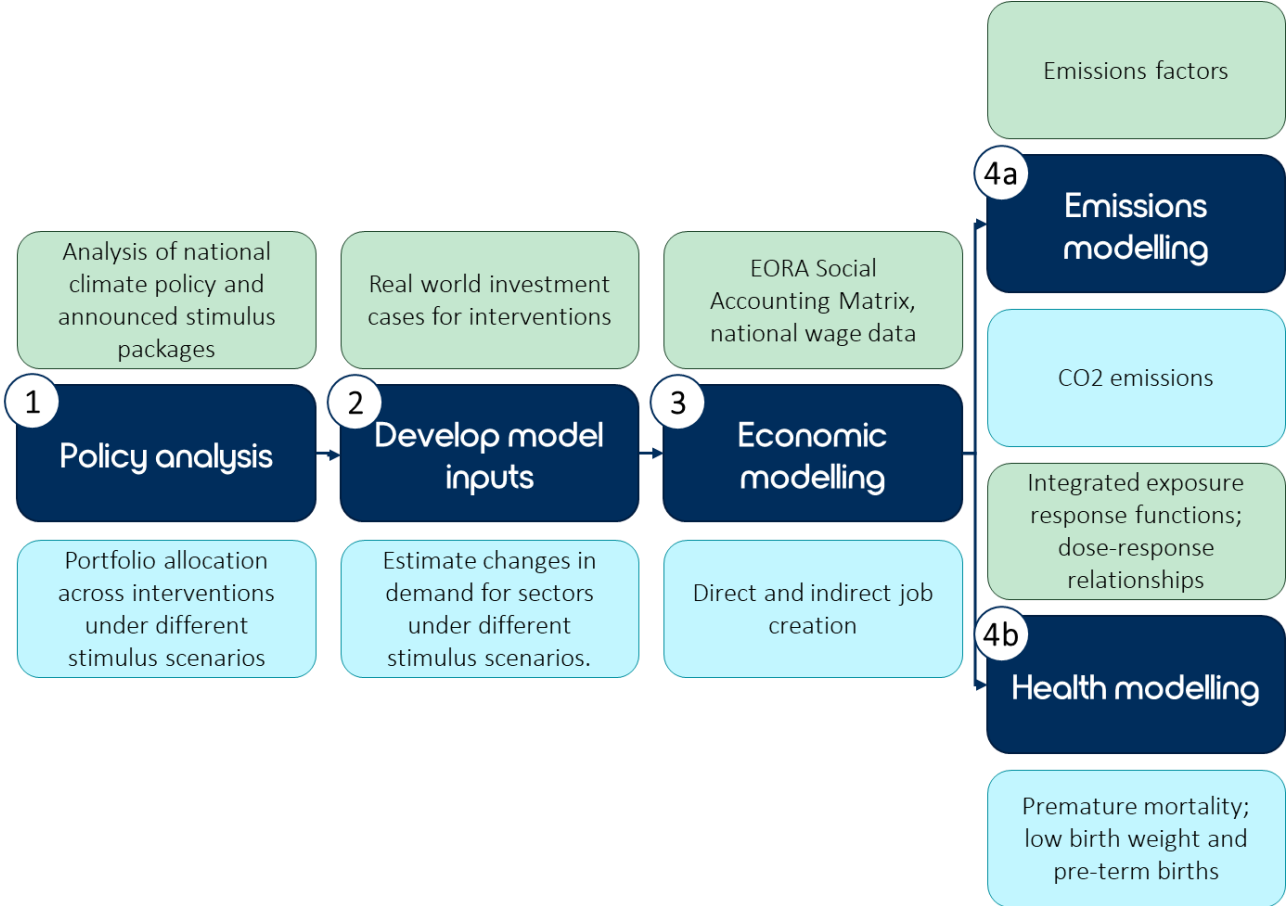 Analysis of national
climate policy and
announced stimulus
packages
1
Policy analysis
Portfolio allocation
across interventions
under different
stimulus scenarios
Real world investment
cases for interventions
2
Develop model
inputs
Estimate changes in
demand for sectors
under different
stimulus scenarios.
EORA Social
Accounting Matrix,
national wage data
3
Economic
modelling
Direct and indirect job
creation
Emissions factors
4a
Emissions
modelling
CO2 emissions
Integrated exposure
response functions;
dose-response
relationships
4b
Health modelling
Premature mortality;
low birth weight and
pre-term births